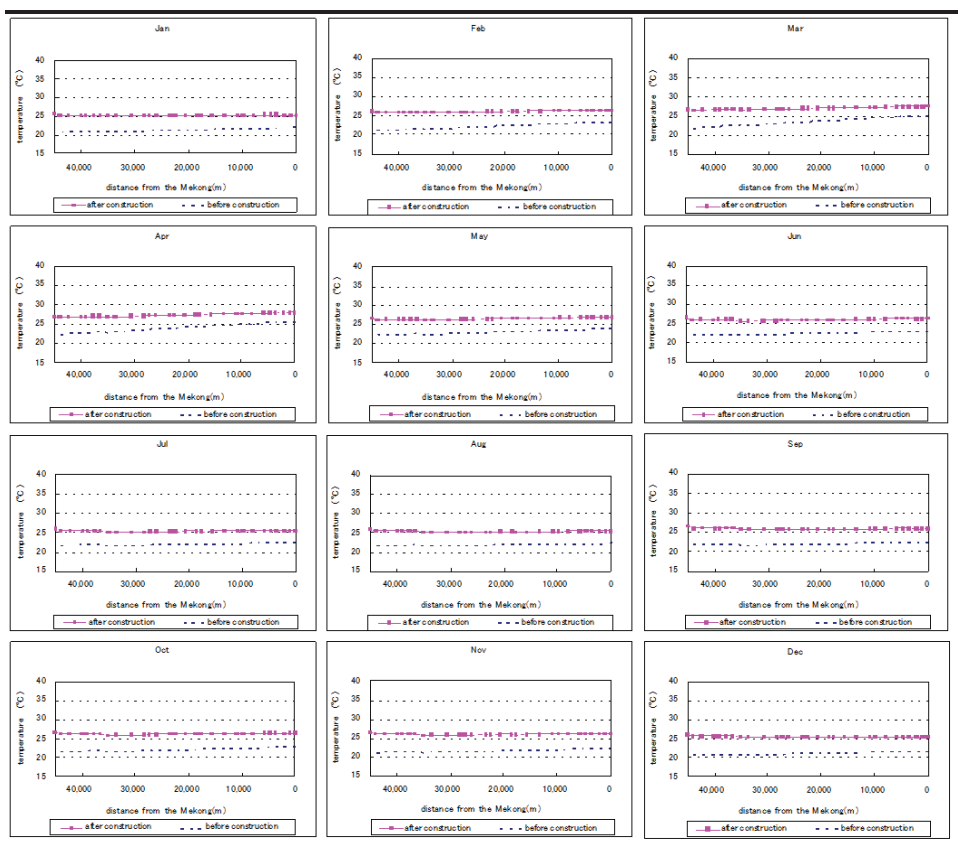 Jan
Feb
Mar
temperature (°C)
40
35
30
25
20
15
40,000 30,000 20,000 10,000 0
distance from the Mekong(m)
after construction before construction
temperature (°C)
40
35
30
25
20
15
40,000 30,000 20,000 10,000 0
distance from the Mekong(m)
after construction before construction
temperature (°C)
40
35
30
25
20
15
40,000 30,000 20,000 10,000 0
distance from the Mekong(m)
after construction before construction
Apr
May
Jun
temperature (°C)
40
35
30
25
20
15
40,000 30,000 20,000 10,000 0
distance from the Mekong(m)
after construction before construction
temperature (°C)
40
35
30
25
20
15
40,000 30,000 20,000 10,000 0
distance from the Mekong(m)
after construction before construction
temperature (°C)
40
35
30
25
20
15
40,000 30,000 20,000 10,000 0
distance from the Mekong(m)
after construction before construction
Jul
Aug
Sep
temperature (°C)
40
35
30
25
20
15
40,000 30,000 20,000 10,000 0
distance from the Mekong(m)
after construction before construction
temperature (°C)
40
35
30
25
20
15
40,000 30,000 20,000 10,000 0
distance from the Mekong(m)
after construction before construction
temperature (°C)
40
35
30
25
20
15
40,000 30,000 20,000 10,000 0
distance from the Mekong(m)
after construction before construction
Oct
Nov
Dec
temperature (°C)
40
35
30
25
20
15
40,000 30,000 20,000 10,000 0
distance from the Mekong(m)
after construction before construction
temperature (°C)
40
35
30
25
20
15
40,000 30,000 20,000 10,000 0
distance from the Mekong(m)
after construction before construction
temperature (°C)
40
35
30
25
20
15
40,000 30,000 20,000 10,000 0
distance from the Mekong(m)
after construction before construction